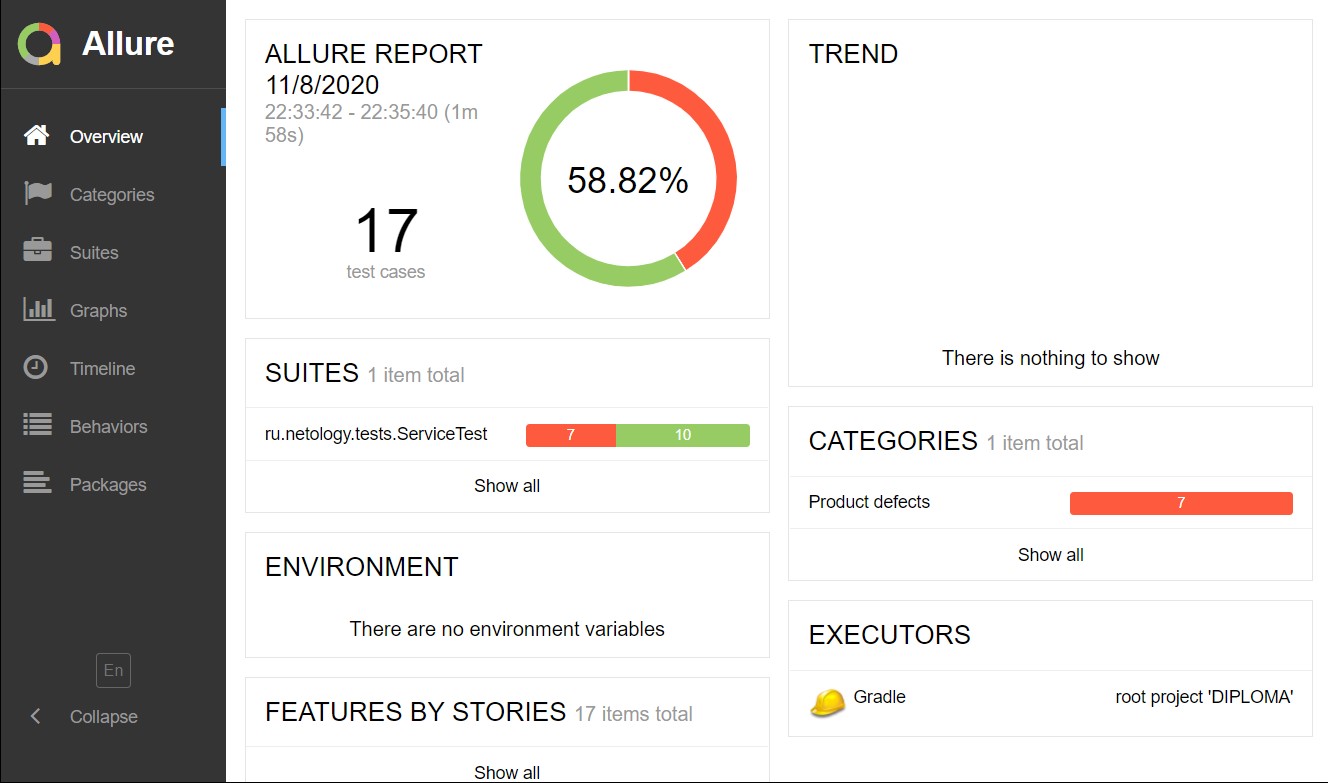 Allure
Overview
Categories
Suites
Graphs
Timeline
Behaviors
Packages
En
Collapse
ALLURE REPORT
11/8/2020
22:33:42 - 22:35:40 (1m
58s)
17
test cases
58.82%
SUITES 1 item total
ru.netology.tests.ServiceTest 7 10
Show all
ENVIRONMENT
There are no environment variables
FEATURES BY STORIES 17 items total
Show all
TREND
There is nothing to show
CATEGORIES 1 item total
Product defects 7
Show all
EXECUTORS
Gradle root project 'DIPLOMA'